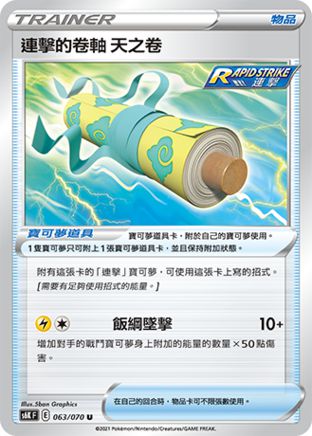 TRAINER 物品
連擊的卷軸 天之卷
RAPID STRIKE
連擊
寶可夢道具 寶可夢道具卡,附於自己的寶可夢使用。
1隻寶可夢只可附上1張寶可夢道具卡,並且保持附加狀態。
附有這張卡的「連擊」寶可夢,可使用這張卡上寫的招式。
[需要有足夠使用招式的能量。]
飯綱墜擊 10+
增加對手的戰鬥寶可夢身上附加的能量的數量×50點傷
害。
Illus. 5ban Graphics
s6K F E 063/070 U
在自己的回合時,物品卡可不限張數使用。
©2021 Pokémon/Nintendo/Creatures/GAME FREAK.